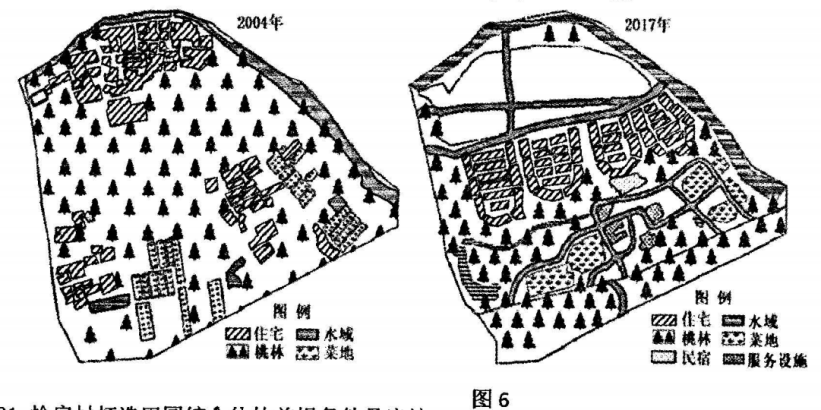 2004年
2017年
图 例
住宅 水域
桃林 菜地
图 例
住宅 水域
桃林 菜地
民宿 服务设施
图 6